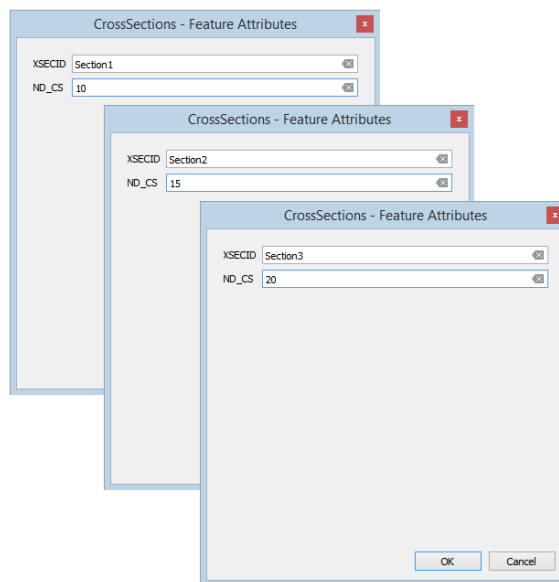 CrossSections - Feature Attributes
x
XSECID Section1
ND_CS 10
CrossSections - Feature Attributes
x
XSECID Section2
ND_CS 15
CrossSections - Feature Attributes
x
XSECID Section3
ND_CS 20
OK Cancel